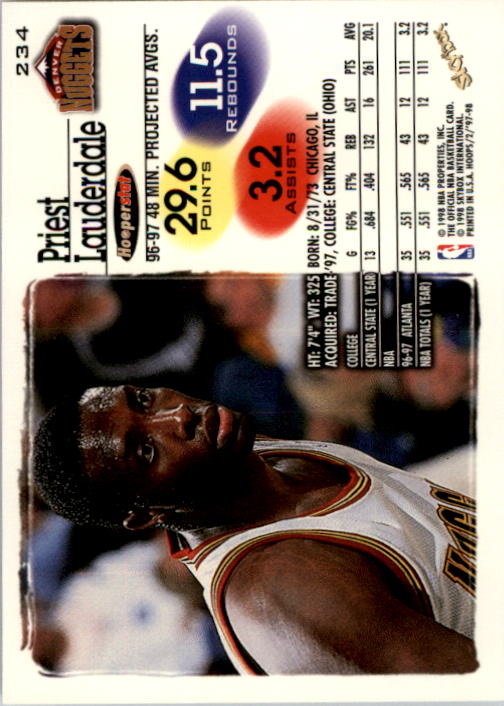 234
DENVER
NUGGETS
Priest
Lauderdale
Hooperstar
96-97 48 MIN. PROJECTED AVGS.
29.6
POINTS
11.5
REBOUNDS
3.2
ASSISTS
HT: 7'4" WT: 325 BORN: 8/31/73 CHICAGO, IL
ACQUIRED: TRADE-'97, COLLEGE: CENTRAL STATE (OHIO)
COLLEGE G FG% FT% REB AST PTS AVG
CENTRAL STATE (1 YEAR) 13 .684 .404 132 16 261 20.1
NBA
96-97 ATLANTA 35 .551 .565 43 12 111 3.2
NBA TOTALS (1 YEAR) 35 .551 .565 43 12 111 3.2
NBA
© 1998 NBA PROPERTIES, INC.
THE OFFICIAL NBA BASKETBALL CARD.
© 1998 SKYBOX INTERNATIONAL.
PRINTED IN U.S.A. HOOPS/2/'97-98
SKYBOX